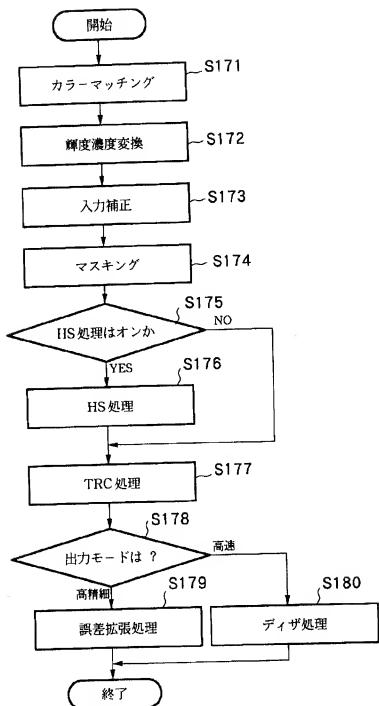 開始
カラーマッチング
S171
輝度濃度変換
S172
入力補正
S173
マスキング
S174
HS処理はオンか
S175
NO
YES
HS処理
S176
TRC処理
S177
出力モードは？
S178
高速
高精細
誤差拡張処理
S179
ディザ処理
S180
終了